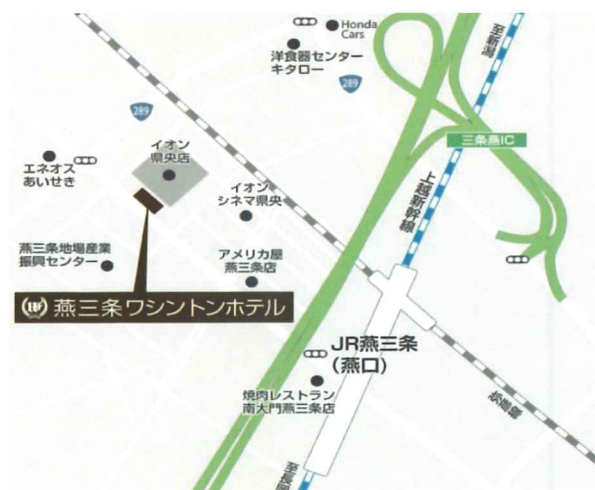 Honda
Cars
洋食器センター
キタロー
289
至新潟
289
三条燕IC
イオン
県央店
エネオス
あいせき
上越新幹線
イオン
シネマ県央
燕三条地場産業
振興センター
アメリカ屋
燕三条店
燕三条ワシントンホテル
JR燕三条
(燕口)
焼肉レストラン
南大門燕三条店
弥彦線